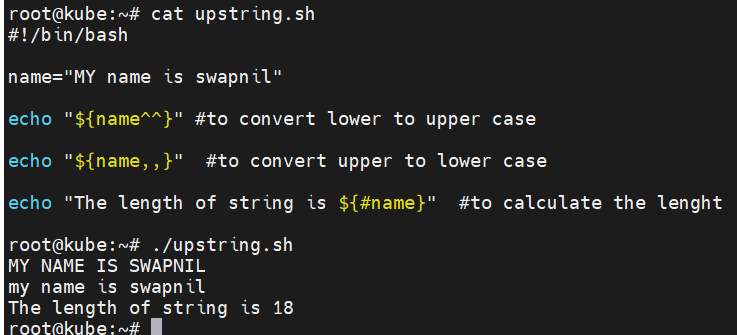 root@kube:~# cat upstring.sh
#!/bin/bash
name="MY name is swapnil"
echo "${name^^}" #to convert lower to upper case
echo "${name,,}"  #to convert upper to lower case
echo "The length of string is ${#name}"  #to calculate the lenght
root@kube:~# ./upstring.sh
MY NAME IS SWAPNIL
my name is swapnil
The length of string is 18
root@kube:~#